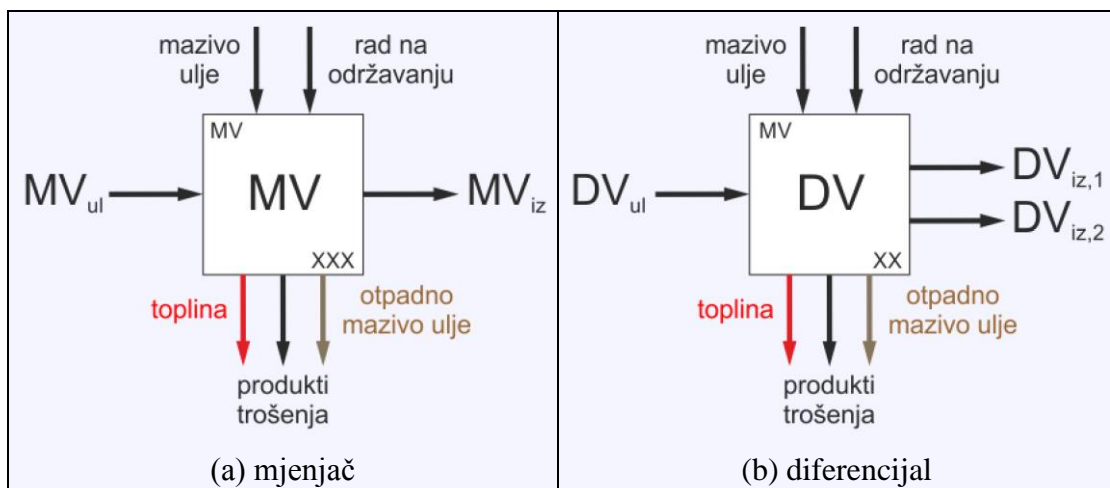 mazivo
ulje
rad na
održavanju
MV
MV
XXX
MV_ul
MV_iz
toplina
otpadno
mazivo ulje
produkti
trošenja
(a) mjenjač
mazivo
ulje
rad na
održavanju
MV
DV
XX
DV_ul
DV_iz,1
DV_iz,2
toplina
otpadno
mazivo ulje
produkti
trošenja
(b) diferencijal